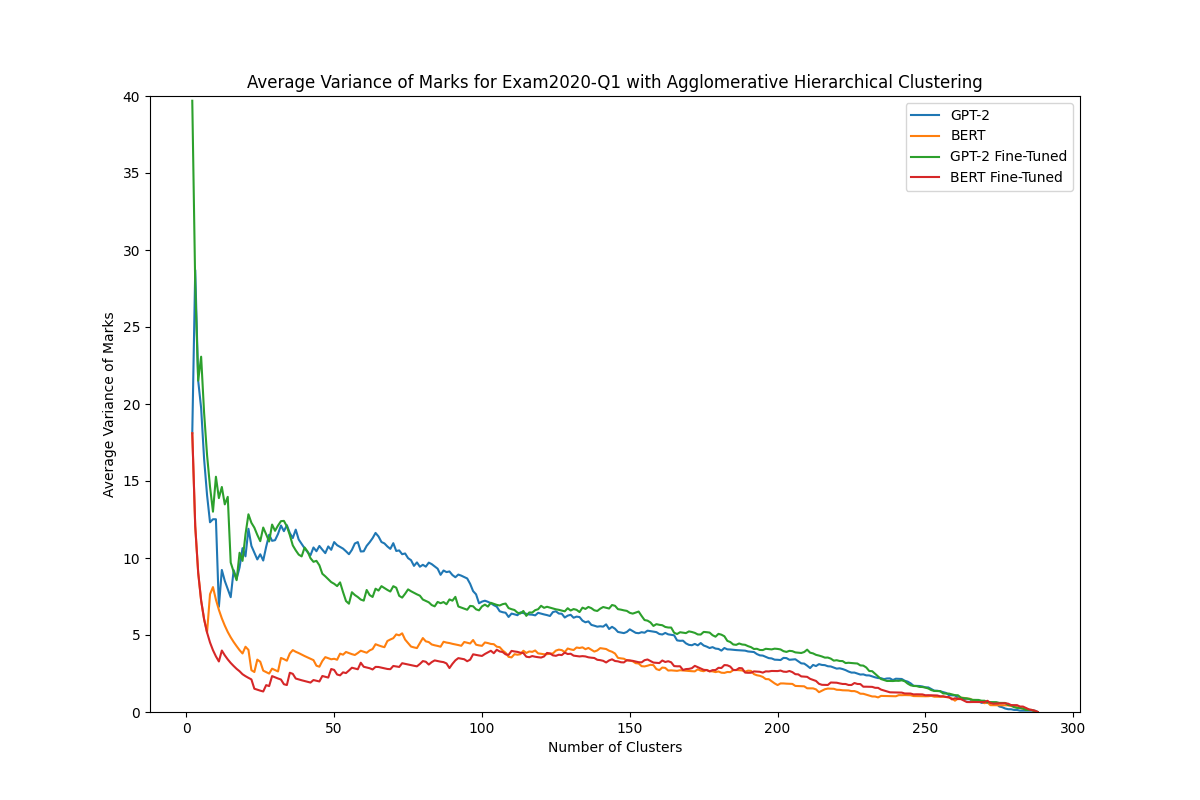 Average Variance of Marks for Exam2020-Q1 with Agglomerative Hierarchical Clustering
GPT-2
BERT
GPT-2 Fine-Tuned
BERT Fine-Tuned
Average Variance of Marks
40
35
30
25
20
15
10
5
0
0 50 100 150 200 250 300
Number of Clusters